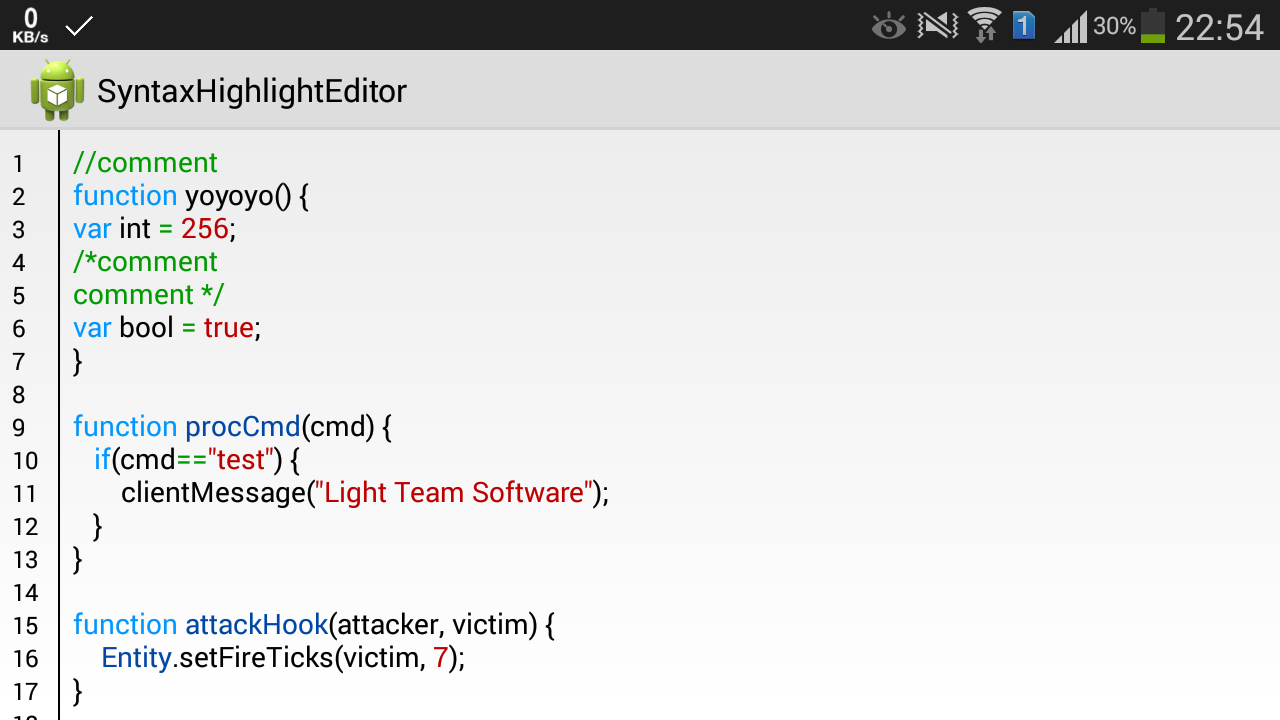 0
KB/s
1 30% 22:54
SyntaxHighlightEditor
1 //comment
2 function yoyoyo() {
3 var int = 256;
4 /*comment
5 comment */
6 var bool = true;
7 }
8
9 function procCmd(cmd) {
10 if(cmd=="test") {
11 clientMessage("Light Team Software");
12 }
13 }
14
15 function attackHook(attacker, victim) {
16 Entity.setFireTicks(victim, 7);
17 }